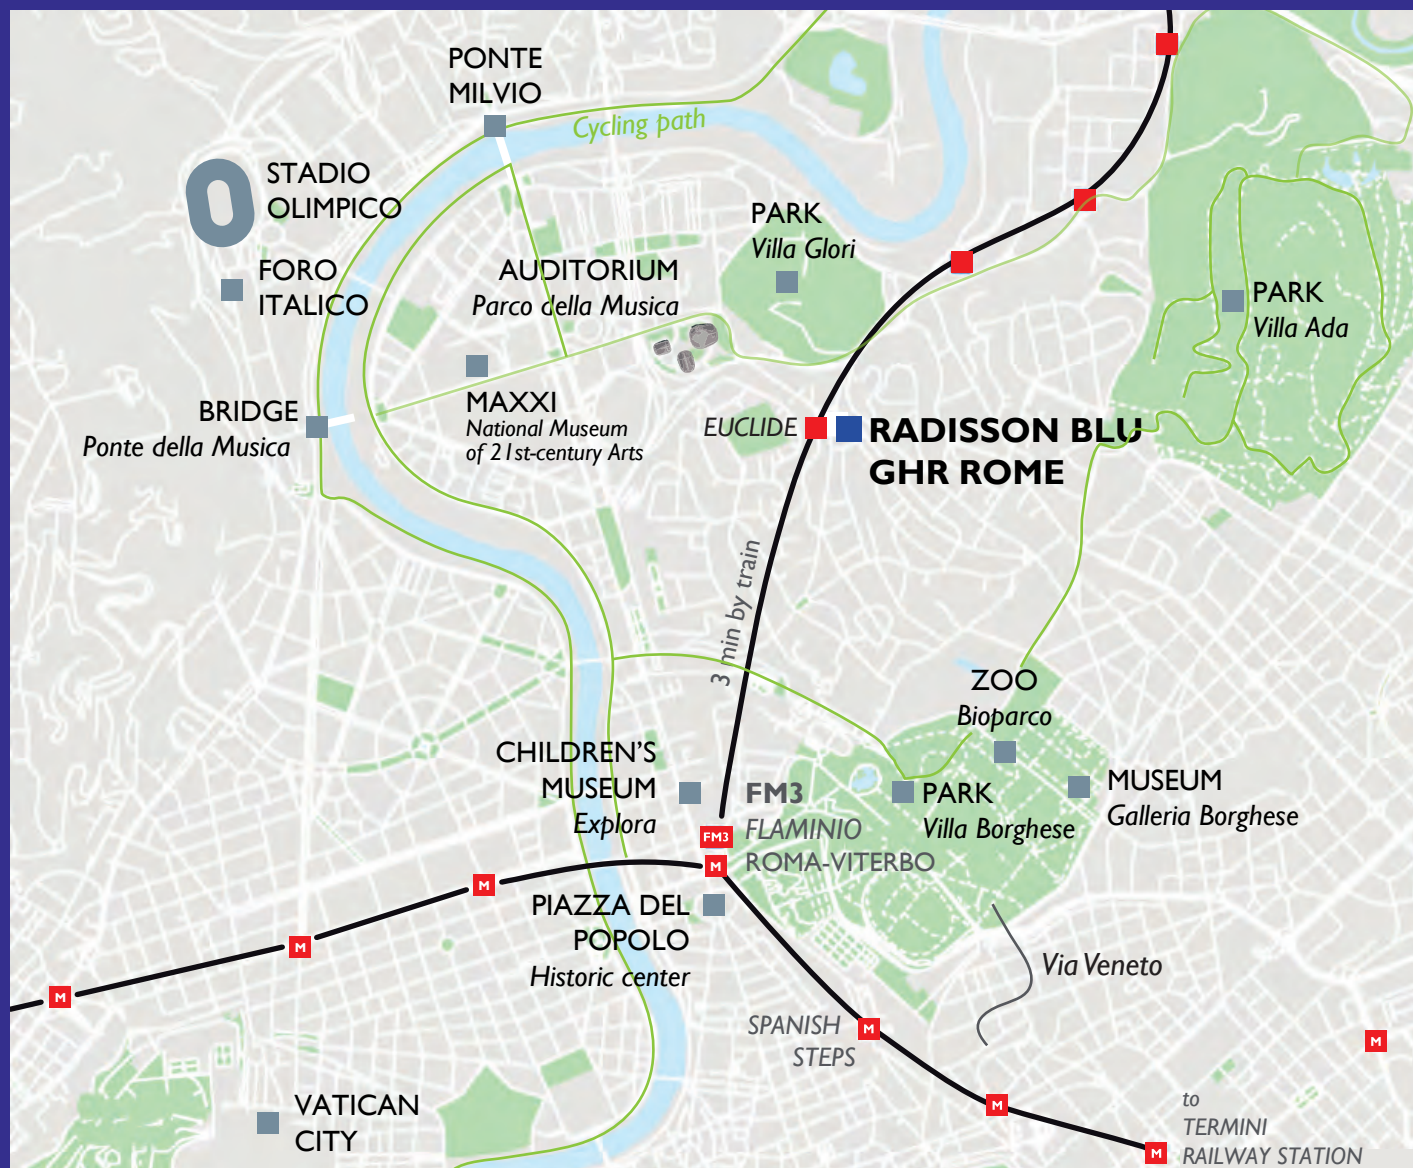 PONTE
MILVIO
Cycling path
STADIO
OLIMPICO
PARK
Villa Glori
FORO
ITALICO
AUDITORIUM
Parco della Musica
PARK
Villa Ada
MAXXI
National Museum
of 21st-century Arts
BRIDGE
Ponte della Musica
EUCLIDE
RADISSON BLU
GHR ROME
3 min by train
ZOO
Bioparco
CHILDREN'S
MUSEUM
Explora
FM3
FLAMINIO
ROMA-VITERBO
PARK
Villa Borghese
MUSEUM
Galleria Borghese
FM3
M
M
M
M
PIAZZA DEL
POPOLO
Historic center
Via Veneto
SPANISH
STEPS
M
M
M
M
VATICAN
CITY
to
TERMINI
RAILWAY STATION